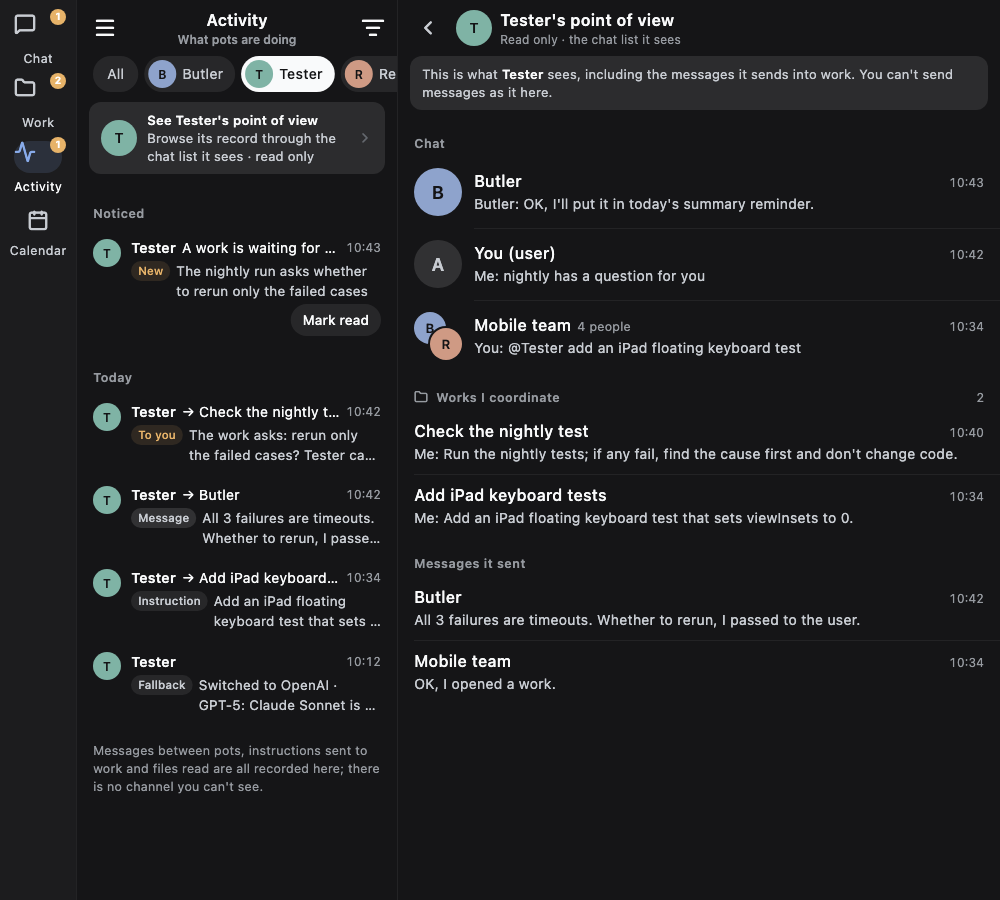 1
Chat
2
Work
1
Activity
Calendar
Activity
What pots are doing
All
B Butler
T Tester
R Re
T
See Tester's point of view
Browse its record through the
chat list it sees · read only
Noticed
T
Tester A work is waiting for ... 10:43
New The nightly run asks whether
to rerun only the failed cases
Mark read
Today
T
Tester → Check the nightly t... 10:42
To you The work asks: rerun only
the failed cases? Tester ca...
T
Tester → Butler 10:42
Message All 3 failures are timeouts.
Whether to rerun, I passe...
T
Tester → Add iPad keyboard... 10:34
Instruction Add an iPad floating
keyboard test that sets ...
T
Tester 10:12
Fallback Switched to OpenAI ·
GPT-5: Claude Sonnet is ...
Messages between pots, instructions sent to
work and files read are all recorded here; there
is no channel you can't see.
T
Tester's point of view
Read only · the chat list it sees
This is what Tester sees, including the messages it sends into work. You can't send
messages as it here.
Chat
B
Butler 10:43
Butler: OK, I'll put it in today's summary reminder.
A
You (user) 10:42
Me: nightly has a question for you
B
R
Mobile team 4 people 10:34
You: @Tester add an iPad floating keyboard test
Works I coordinate 2
Check the nightly test 10:40
Me: Run the nightly tests; if any fail, find the cause first and don't change code.
Add iPad keyboard tests 10:34
Me: Add an iPad floating keyboard test that sets viewInsets to 0.
Messages it sent
Butler 10:42
All 3 failures are timeouts. Whether to rerun, I passed to the user.
Mobile team 10:34
OK, I opened a work.